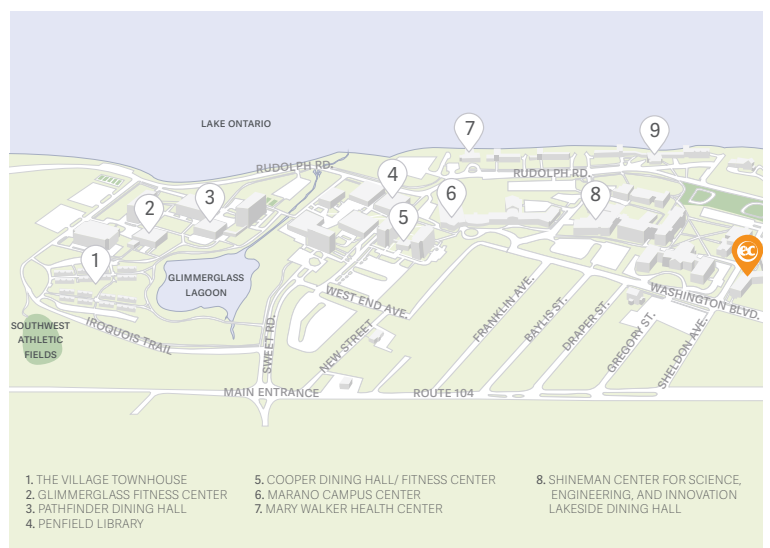 LAKE ONTARIO
7
9
RUDOLPH RD.
RUDOLPH RD.
4
3
2
6
8
5
ec
1
GLIMMERGLASS
LAGOON
WEST END AVE.
WASHINGTON BLVD.
SOUTHWEST
ATHLETIC
FIELDS
IROQUOIS TRAIL
SWEET RD.
NEW STREET
FRANKLIN AVE.
BAYLIS ST.
DRAPER ST.
GREGORY ST.
SHELDON AVE.
MAIN ENTRANCE
ROUTE 104
1. THE VILLAGE TOWNHOUSE
2. GLIMMERGLASS FITNESS CENTER
3. PATHFINDER DINING HALL
4. PENFIELD LIBRARY
5. COOPER DINING HALL/ FITNESS CENTER
6. MARANO CAMPUS CENTER
7. MARY WALKER HEALTH CENTER
8. SHINEMAN CENTER FOR SCIENCE,
ENGINEERING, AND INNOVATION
LAKESIDE DINING HALL